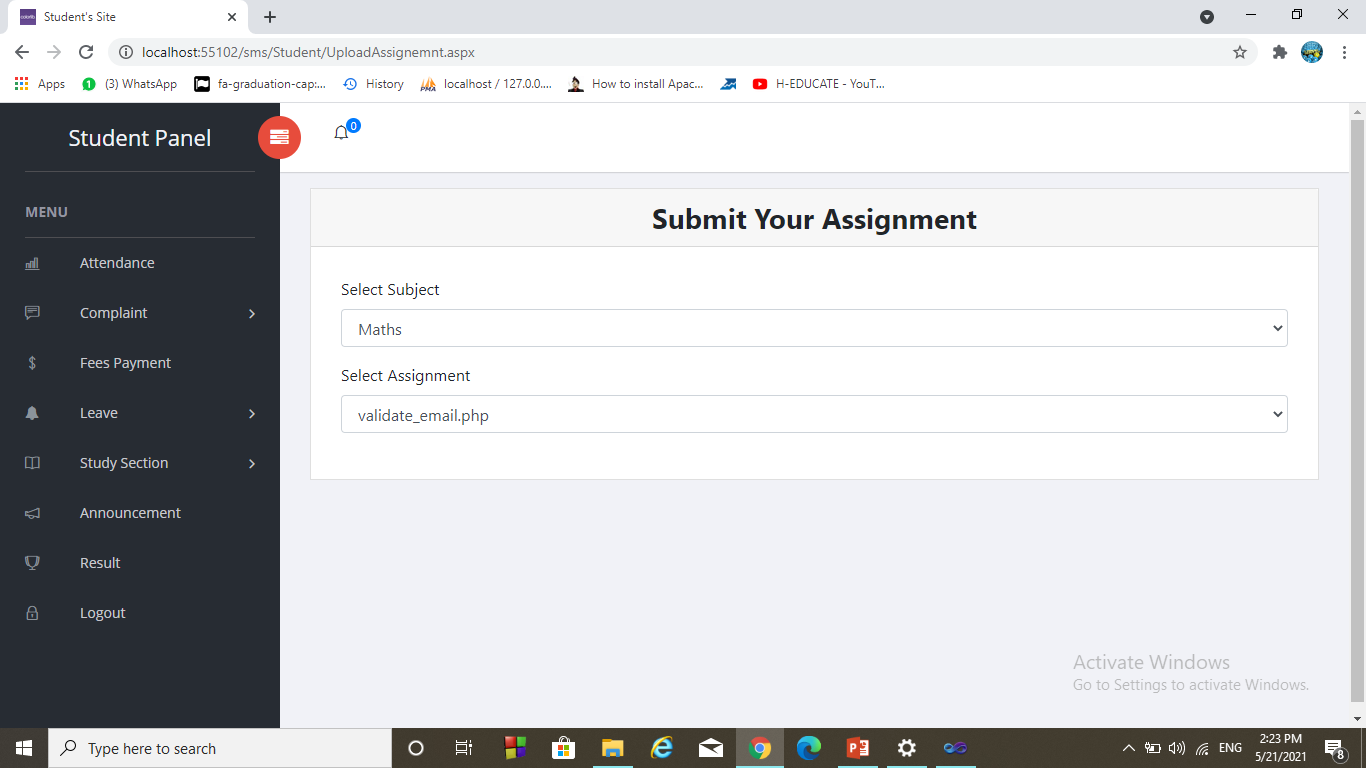 Student's Site
localhost:55102/sms/Student/UploadAssignemnt.aspx
Apps
1
(3) WhatsApp
fa-graduation-cap:...
History
PMA
localhost / 127.0.0....
How to install Apac...
H-EDUCATE - YouT...
Student Panel
0
MENU
Attendance
Complaint
Fees Payment
Leave
Study Section
Announcement
Result
Logout
Submit Your Assignment
Select Subject
Maths
Select Assignment
validate_email.php
Activate Windows
Go to Settings to activate Windows.
Type here to search
ENG
2:23 PM
5/21/2021
8